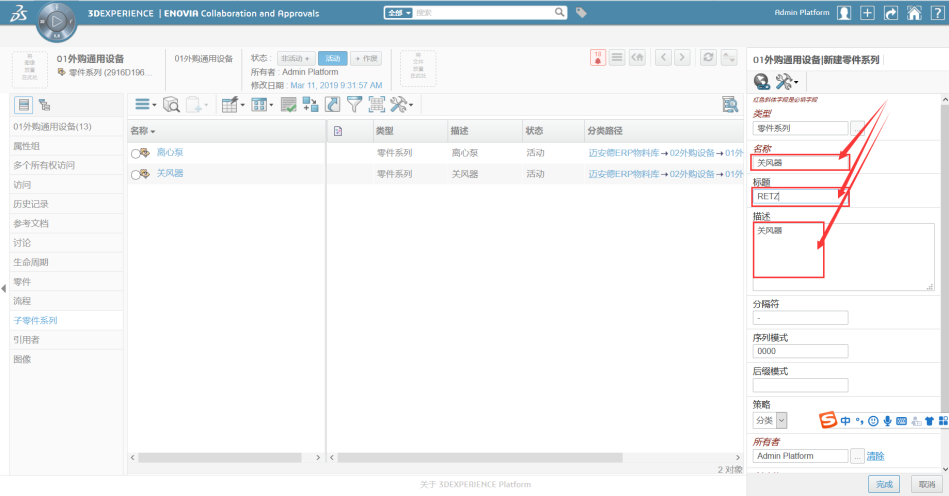 3DEXPERIENCE | ENOVIA Collaboration and Approvals
全部
搜索
Admin Platform
01外购通用设备
零件系列 (2916D196...
01外购通用设备
状态 : 非活动 活动 作废
所有者 : Admin Platform
修改日期 : Mar 11, 2019 9:31:57 AM
18
01外购通用设备(13)
属性组
多个所有权访问
访问
历史记录
参考文档
讨论
生命周期
零件
流程
子零件系列
引用者
图像
名称 类型 描述 状态 分类路径
离心泵 零件系列 离心泵 活动 迈安德ERP物料库→02外购设备→01外
关风器 零件系列 关风器 活动 迈安德ERP物料库→02外购设备→01外
2 对象
关于 3DEXPERIENCE Platform
01外购通用设备|新建零件系列
红色斜体字段是必填字段
类型
零件系列
...
名称
关风器
标题
RETZ
描述
关风器
分隔符
-
序列模式
0000
后缀模式
策略
分类
中
所有者
Admin Platform
...
清除
完成 取消